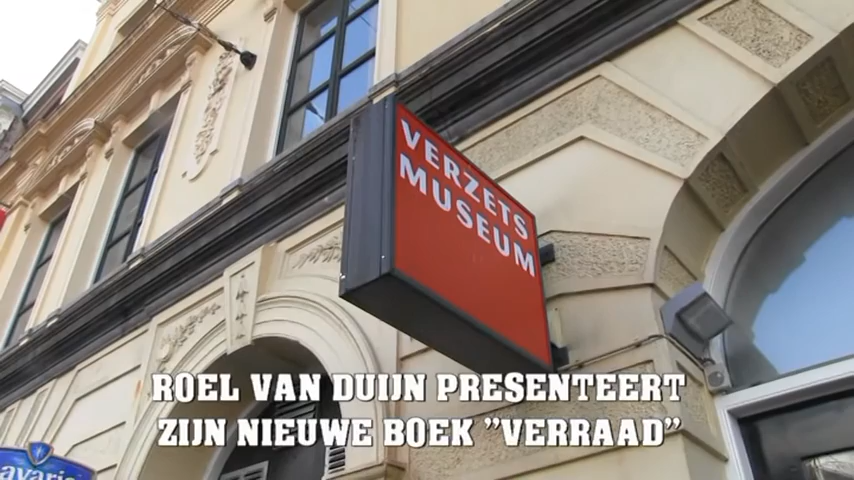 VERZETS
MUSEUM
ROEL VAN DUIJN PRESENTEERT
ZIJN NIEUWE BOEK "VERRAAD"